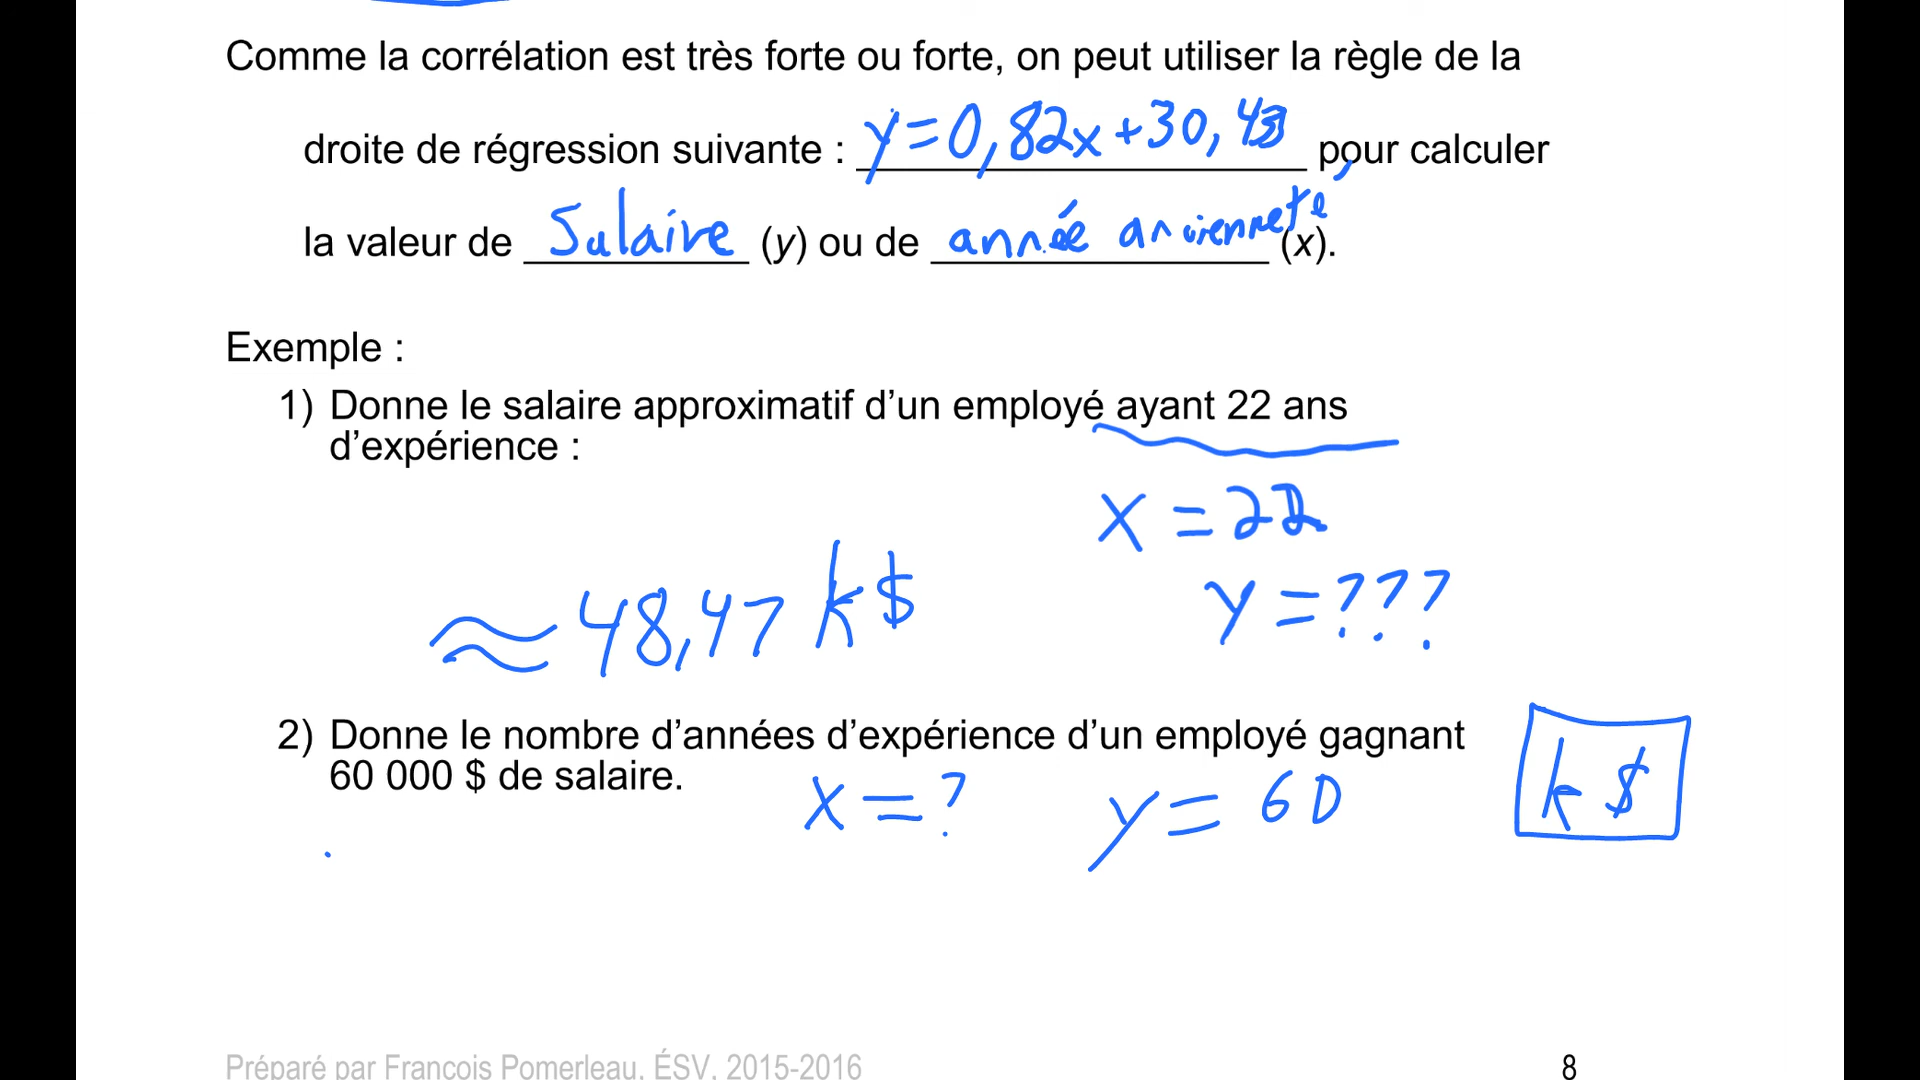 Comme la corrélation est très forte ou forte, on peut utiliser la règle de la
droite de régression suivante : y=0,82x+30,43 pour calculer
la valeur de Salaire (y) ou de année ancienneté (x).
Exemple :
1) Donne le salaire approximatif d’un employé ayant 22 ans
d’expérience :
x = 22
y = ???
≈ 48,47 k$
2) Donne le nombre d’années d’expérience d’un employé gagnant
60 000 $ de salaire.
x = ? y = 60
k $
Préparé par François Pomerleau, ÉSV, 2015-2016 8